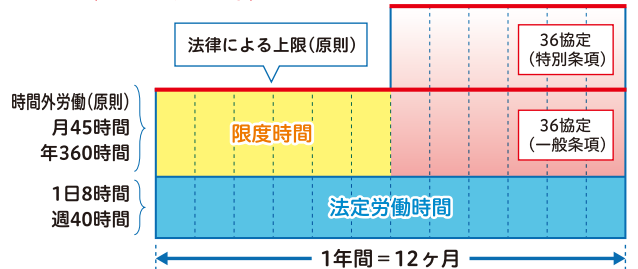 法律による上限(原則)
36協定
(特別条項)
時間外労働(原則)
月45時間
年360時間
限度時間
36協定
(一般条項)
1日8時間
週40時間
法定労働時間
1年間=12ヶ月